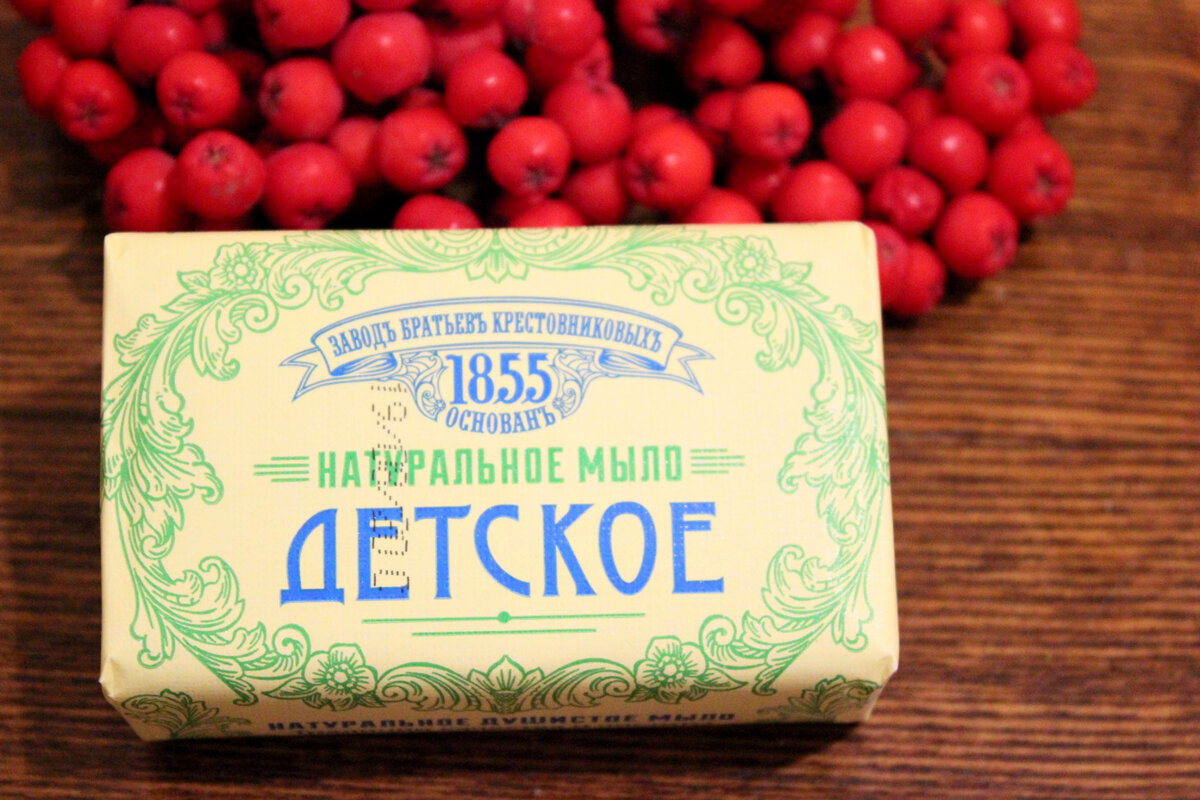 ЗАВОДЪ БРАТЬЕВЪ КРЕСТОВНИКОВЫХЪ
1855
ОСНОВАНЪ
НАТУРАЛЬНОЕ МЫЛО
ДЕТСКОЕ
НАТУРАЛЬНОЕ ДУШИСТОЕ МЫЛО